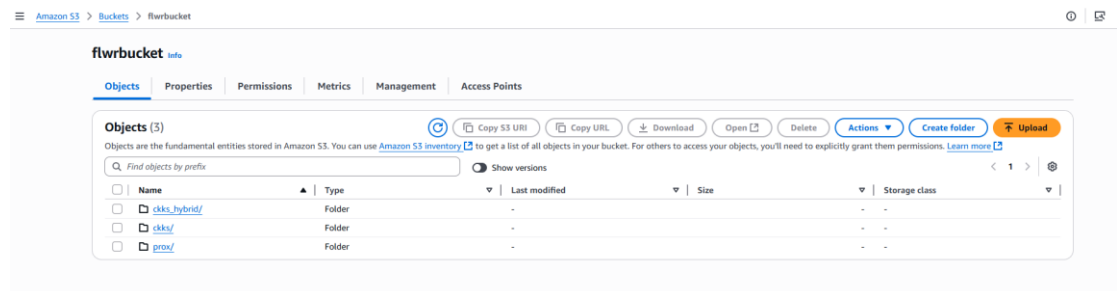 Amazon S3 > Buckets > flwrbucket
flwrbucket Info
Objects Properties Permissions Metrics Management Access Points
Objects (3) Copy S3 URI Copy URL Download Open Delete Actions Create folder Upload
Objects are the fundamental entities stored in Amazon S3. You can use Amazon S3 inventory to get a list of all objects in your bucket. For others to access your objects, you'll need to explicitly grant them permissions. Learn more
Find objects by prefix Show versions < 1 >
Name Type Last modified Size Storage class
ckks_hybrid/ Folder - - -
ckks/ Folder - - -
prox/ Folder - - -